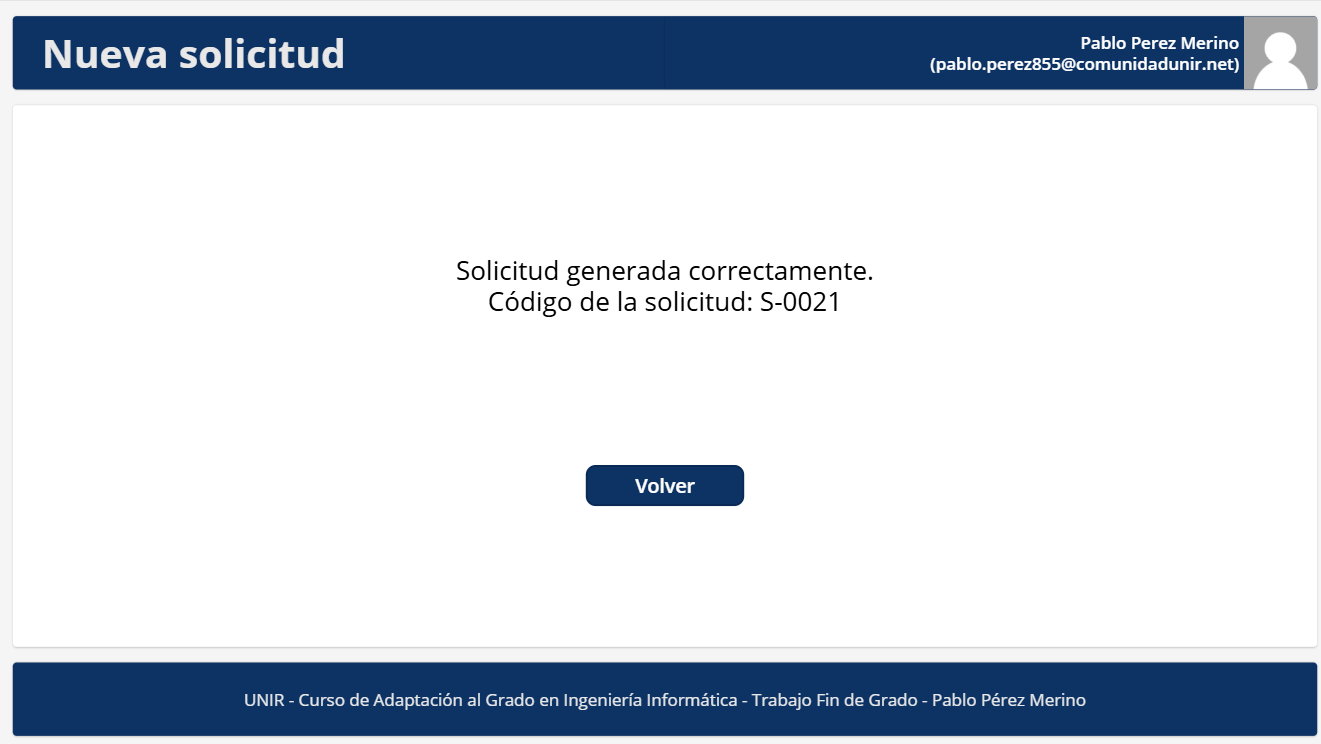 Nueva solicitud
Pablo Perez Merino
(pablo.perez855@comunidadunir.net)
Solicitud generada correctamente.
Código de la solicitud: S-0021
Volver
UNIR - Curso de Adaptación al Grado en Ingeniería Informática - Trabajo Fin de Grado - Pablo Pérez Merino